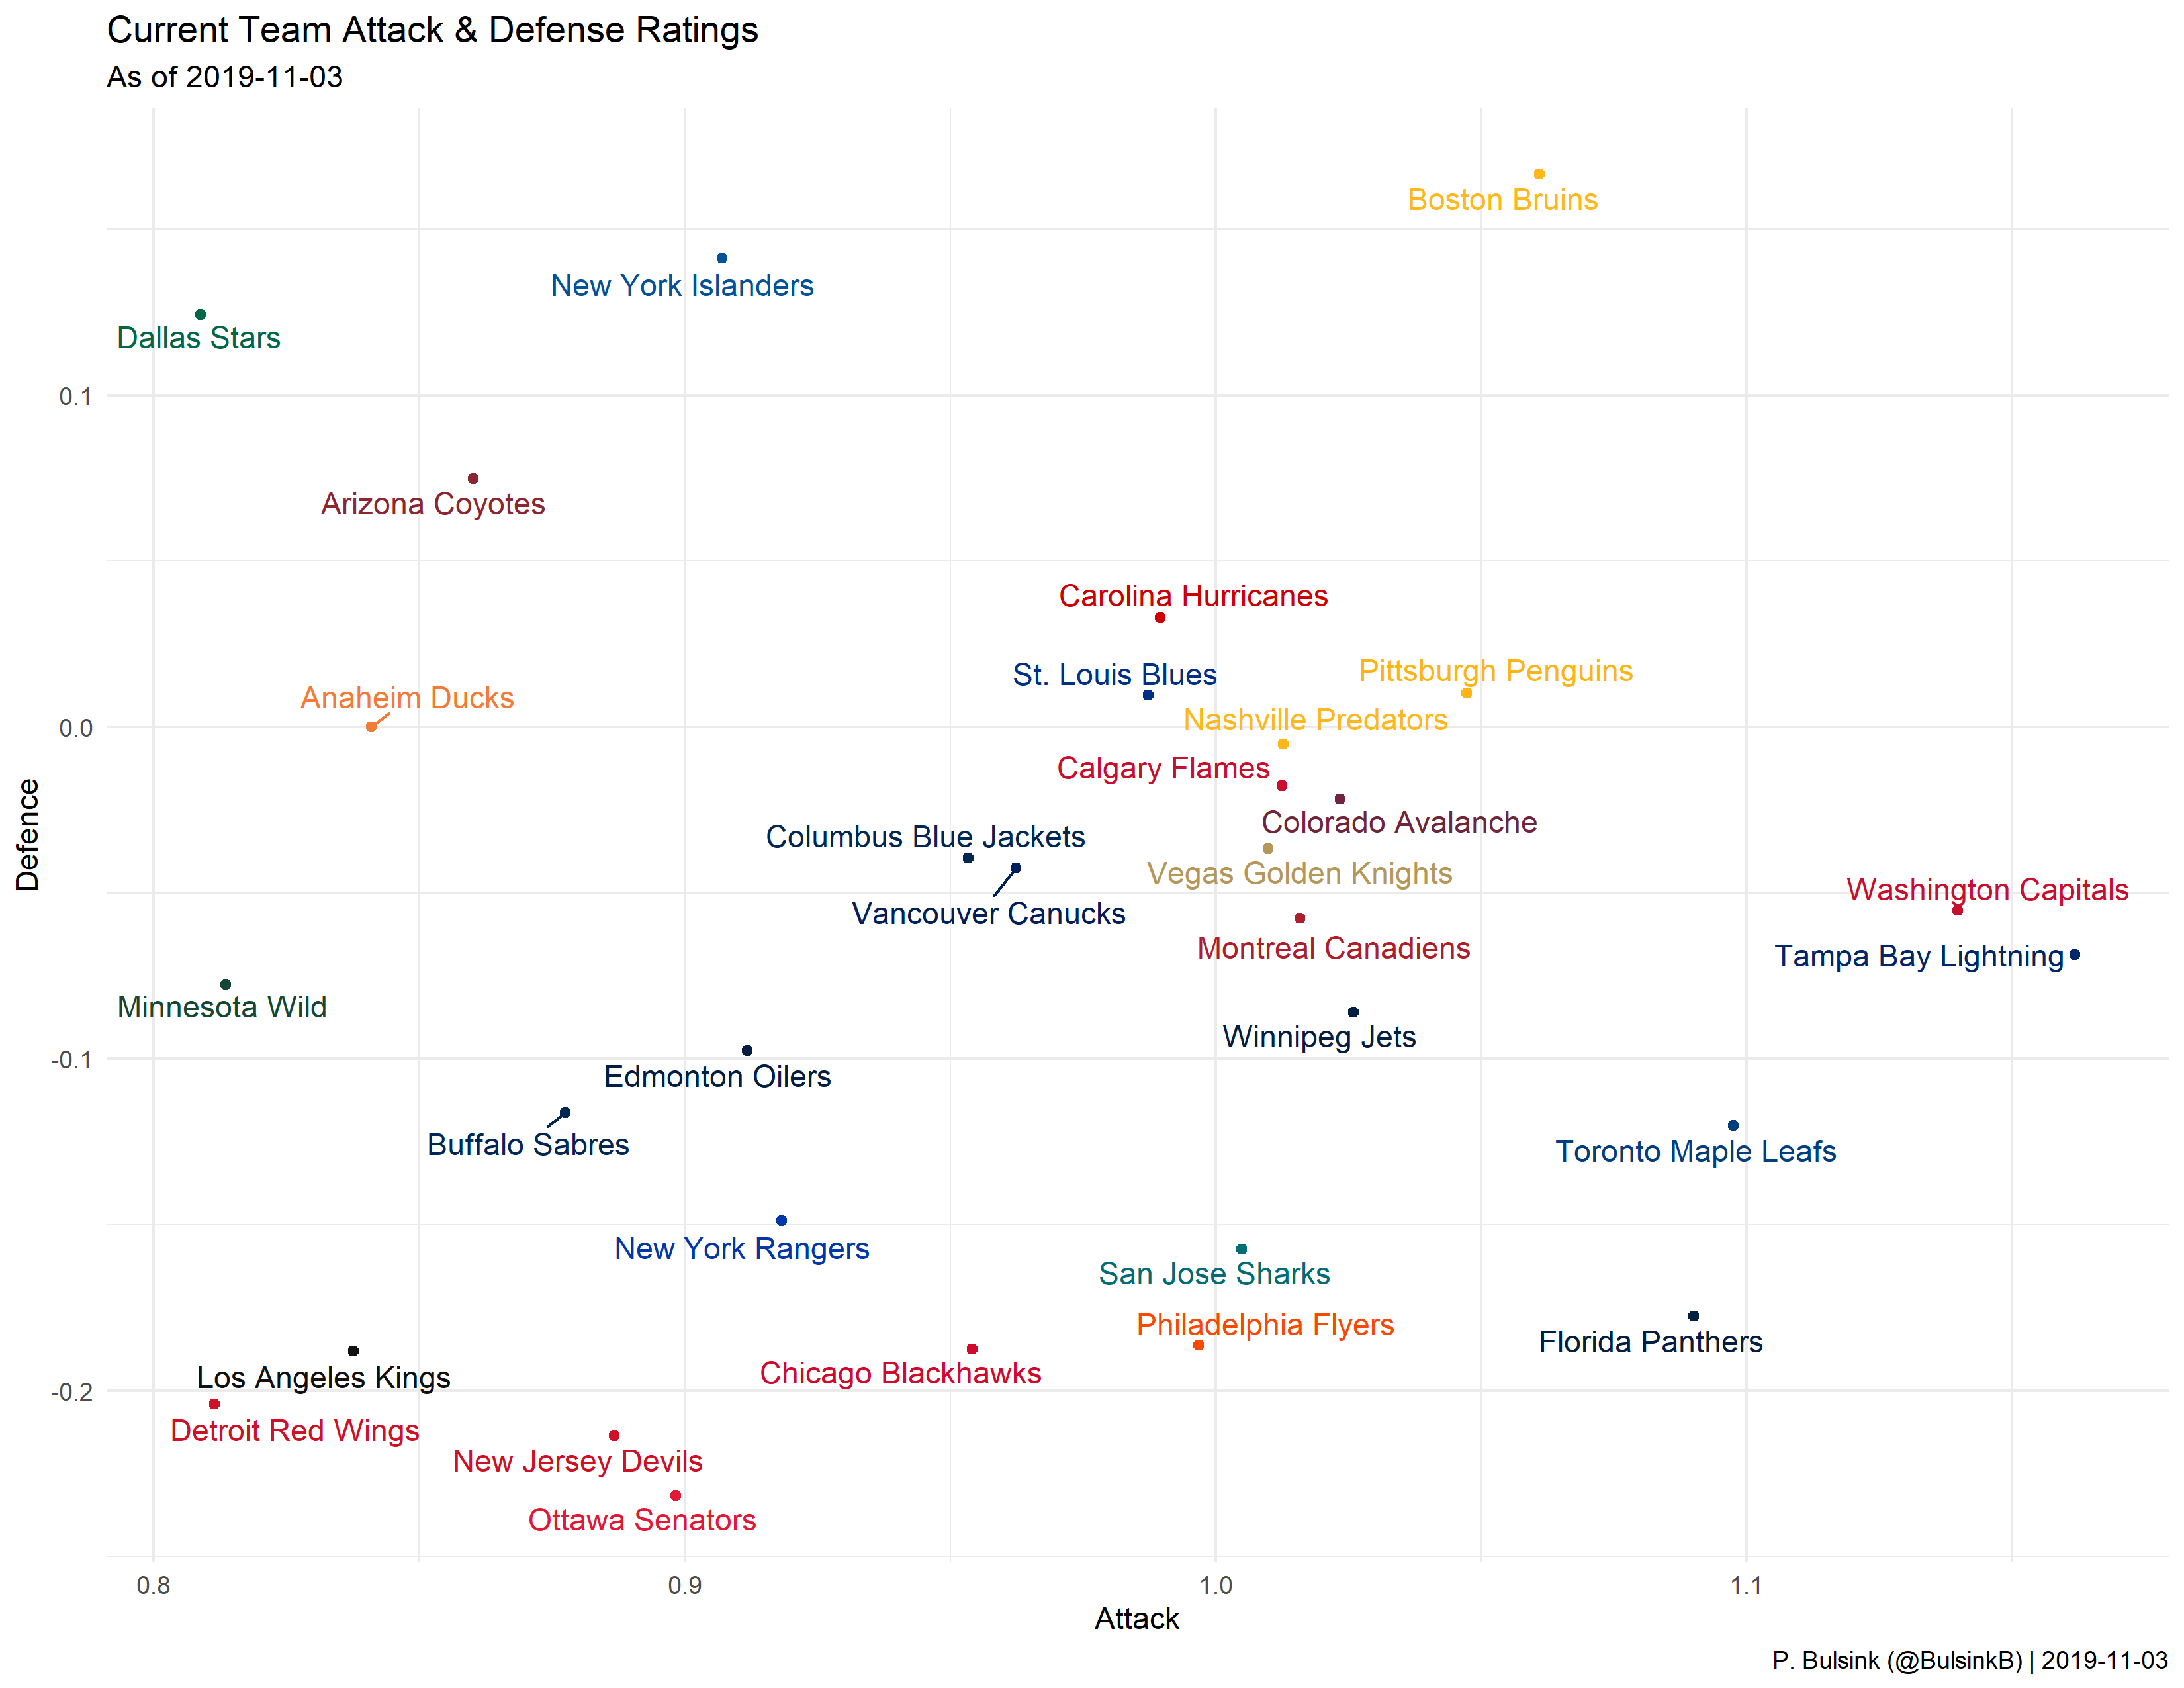 Current Team Attack & Defense Ratings
As of 2019-11-03
Boston Bruins
New York Islanders
Dallas Stars
0.1
Arizona Coyotes
Carolina Hurricanes
St. Louis Blues
Pittsburgh Penguins
Anaheim Ducks
Nashville Predators
0.0
Calgary Flames
Colorado Avalanche
Columbus Blue Jackets
Defence
Vegas Golden Knights
Washington Capitals
Vancouver Canucks
Montreal Canadiens
Tampa Bay Lightning
Minnesota Wild
Winnipeg Jets
-0.1
Edmonton Oilers
Buffalo Sabres
Toronto Maple Leafs
New York Rangers
San Jose Sharks
Philadelphia Flyers
Florida Panthers
Chicago Blackhawks
Los Angeles Kings
-0.2
Detroit Red Wings
New Jersey Devils
Ottawa Senators
0.8
0.9
1.0
1.1
Attack
P. Bulsink (@BulsinkB) | 2019-11-03